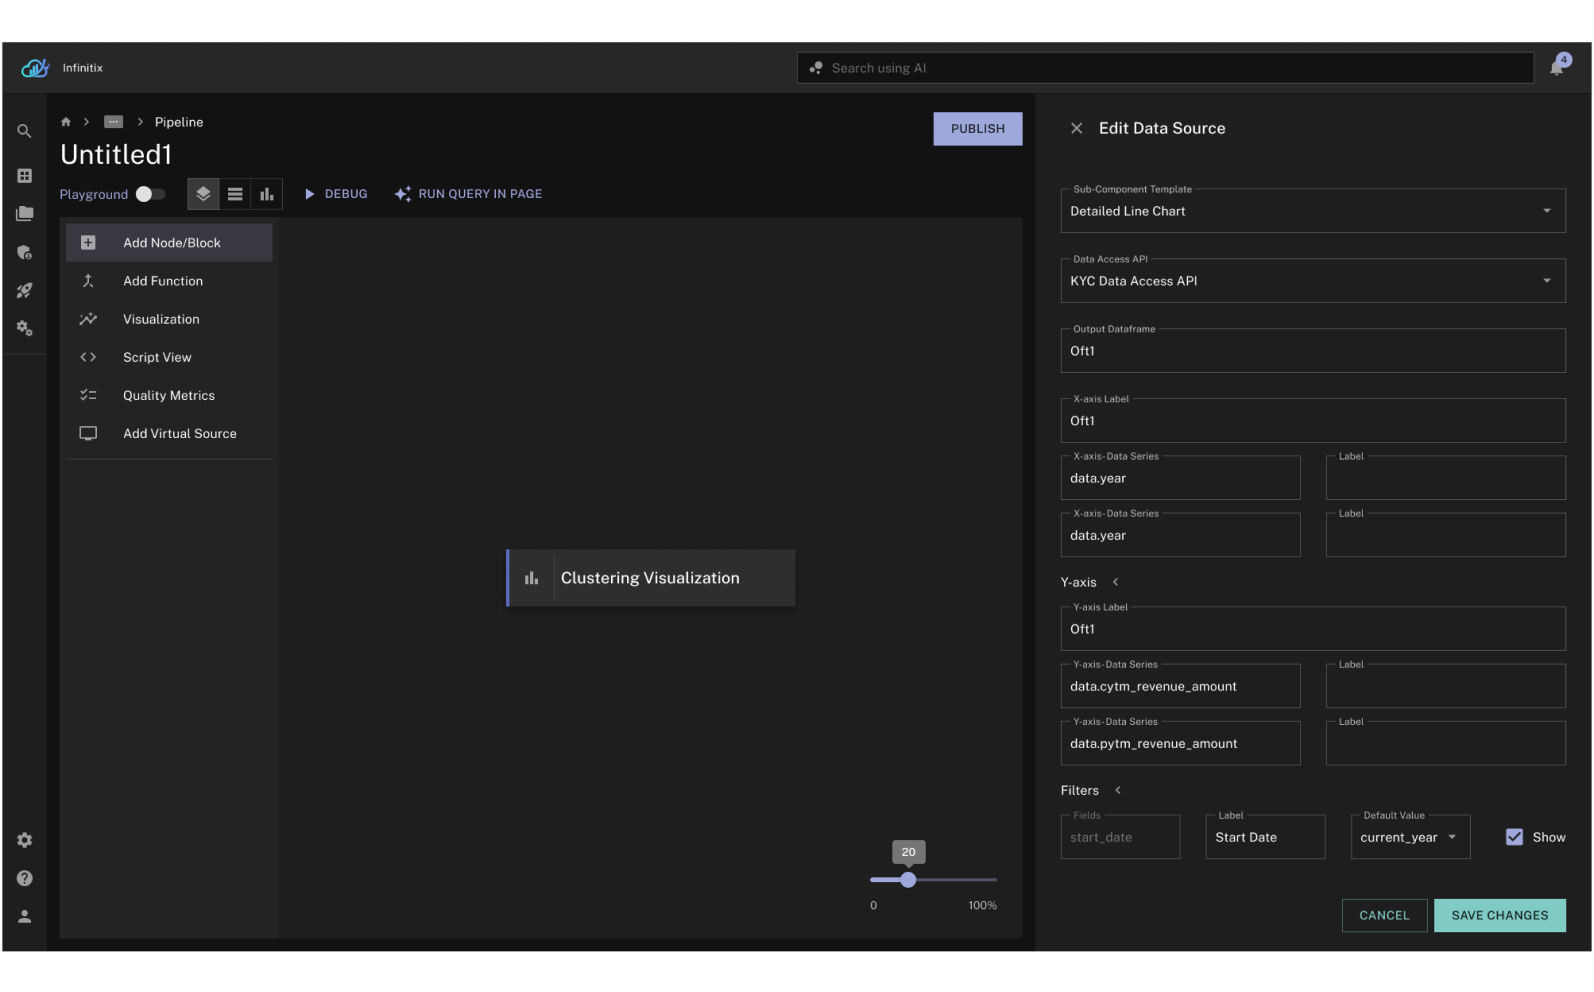 Infinitix
Search using AI
4
Pipeline
Untitled1
PUBLISH
Playground
DEBUG
RUN QUERY IN PAGE
Add Node/Block
Add Function
Visualization
Script View
Quality Metrics
Add Virtual Source
Clustering Visualization
20
0 100%
Edit Data Source
Sub-Component Template
Detailed Line Chart
Data Access API
KYC Data Access API
Output Dataframe
Oft1
X-axis Label
Oft1
X-axis-Data Series Label
data.year
X-axis-Data Series Label
data.year
Y-axis
Y-axis Label
Oft1
Y-axis-Data Series Label
data.cytm_revenue_amount
Y-axis-Data Series Label
data.pytm_revenue_amount
Filters
Fields Label Default Value
start_date Start Date current_year Show
CANCEL SAVE CHANGES